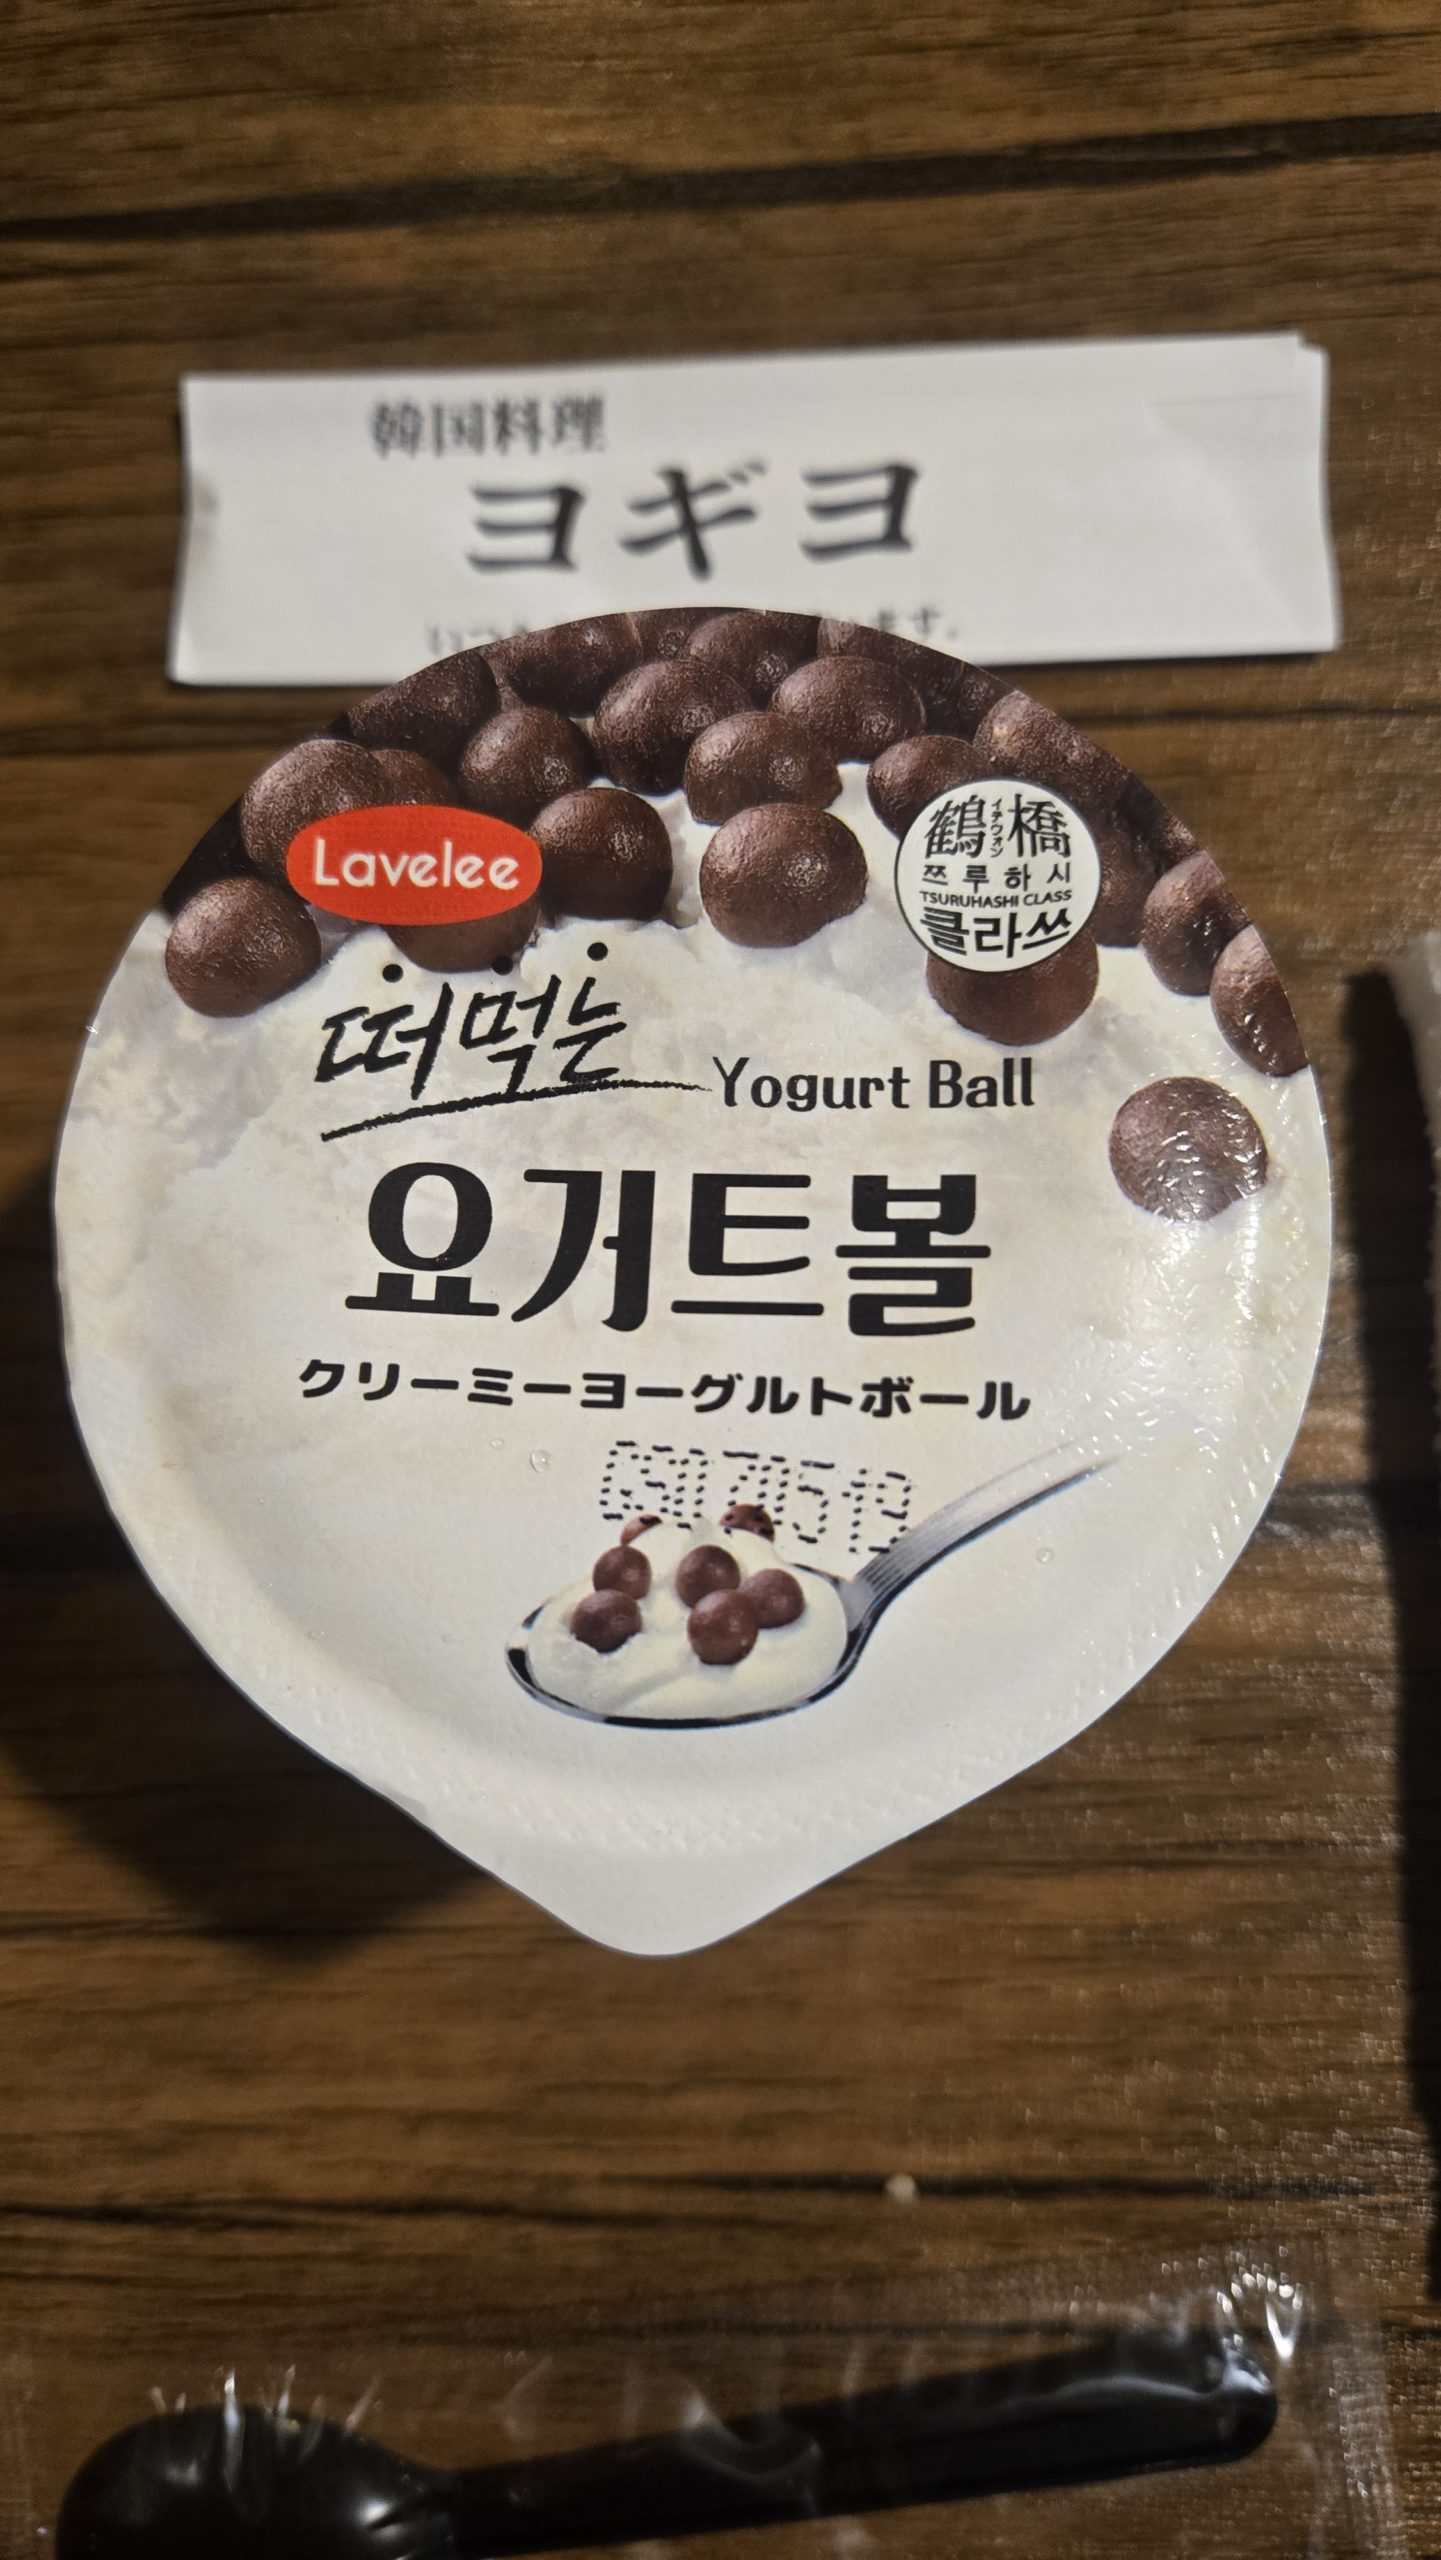 韓国料理
ヨギヨ
Lavelee
鶴橋
イテウォン
쯔루하시
TSURUHASHI CLASS
클라쓰
떠먹는
Yogurt Ball
요거트볼
クリーミーヨーグルトボール